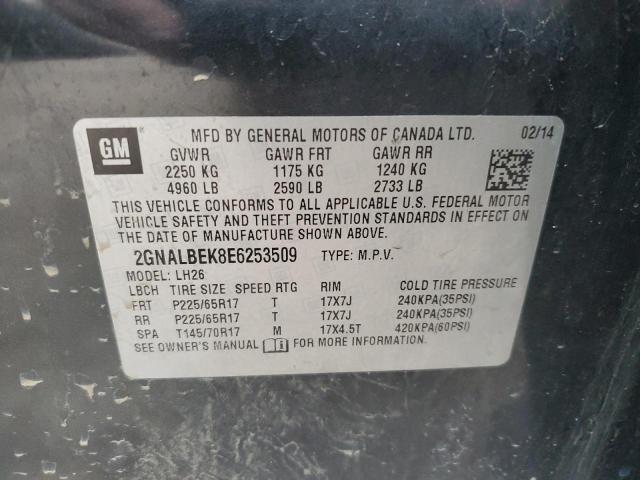 GM
MFD BY GENERAL MOTORS OF CANADA LTD. 02/14
GVWR GAWR FRT GAWR RR
2250 KG 1175 KG 1240 KG
4960 LB 2590 LB 2733 LB
THIS VEHICLE CONFORMS TO ALL APPLICABLE U.S. FEDERAL MOTOR
VEHICLE SAFETY AND THEFT PREVENTION STANDARDS IN EFFECT ON
THE DATE OF MANUFACTURE SHOWN ABOVE.
2GNALBEK8E6253509 TYPE: M.P.V.
MODEL: LH26
LBCH TIRE SIZE SPEED RTG RIM COLD TIRE PRESSURE
FRT P225/65R17 T 17X7J 240KPA(35PSI)
RR P225/65R17 T 17X7J 240KPA(35PSI)
SPA T145/70R17 M 17X4.5T 420KPA(60PSI)
SEE OWNER'S MANUAL FOR MORE INFORMATION.